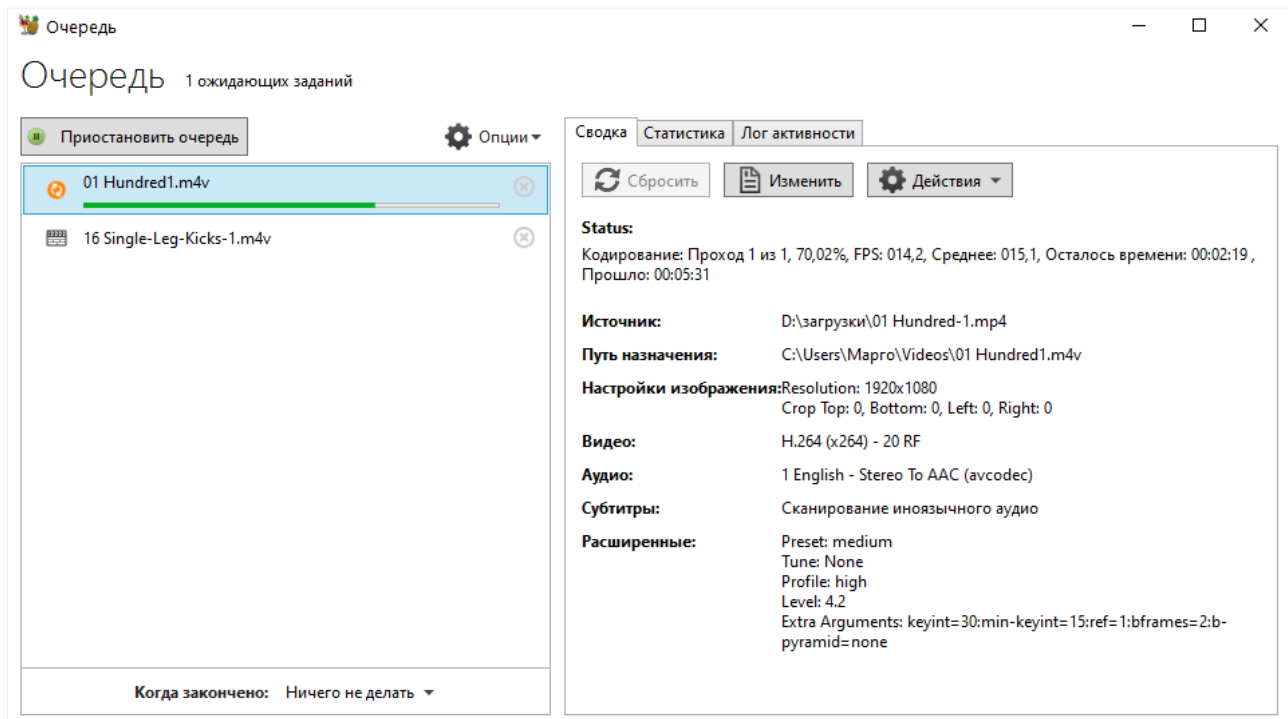 Очередь
Очередь 1 ожидающих заданий
Приостановить очередь
Опции
01 Hundred1.m4v
16 Single-Leg-Kicks-1.m4v
Когда закончено: Ничего не делать
Сводка Статистика Лог активности
Сбросить Изменить Действия
Status:
Кодирование: Проход 1 из 1, 70,02%, FPS: 014,2, Среднее: 015,1, Осталось времени: 00:02:19 ,
Прошло: 00:05:31
Источник: D:\загрузки\01 Hundred-1.mp4
Путь назначения: C:\Users\Mapro\Videos\01 Hundred1.m4v
Настройки изображения: Resolution: 1920x1080
Crop Top: 0, Bottom: 0, Left: 0, Right: 0
Видео: H.264 (x264) - 20 RF
Аудио: 1 English - Stereo To AAC (avcodec)
Субтитры: Сканирование иноязычного аудио
Расширенные: Preset: medium
Tune: None
Profile: high
Level: 4.2
Extra Arguments: keyint=30:min-keyint=15:ref=1:bframes=2:b-
pyramid=none